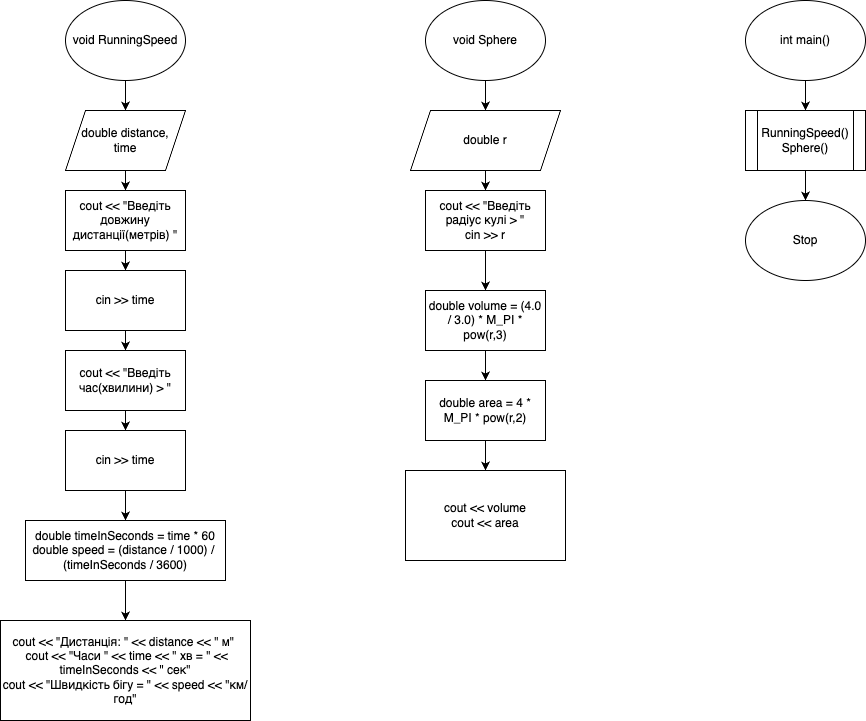 void RunningSpeed
double distance,
time
cout << "Введіть
довжину
дистанції(метрів) "
cin >> time
cout << "Введіть
час(хвилини) > "
cin >> time
double timeInSeconds = time * 60
double speed = (distance / 1000) /
(timeInSeconds / 3600)
cout << "Дистанція: " << distance << " м"
cout << "Часи " << time << " хв = " <<
timeInSeconds << " сек"
cout << "Швидкість бігу = " << speed << "км/
год"
void Sphere
double r
cout << "Введіть
радіус кулі > "
cin >> r
double volume = (4.0
/ 3.0) * M_PI *
pow(r,3)
double area = 4 *
M_PI * pow(r,2)
cout << volume
cout << area
int main()
RunningSpeed()
Sphere()
Stop